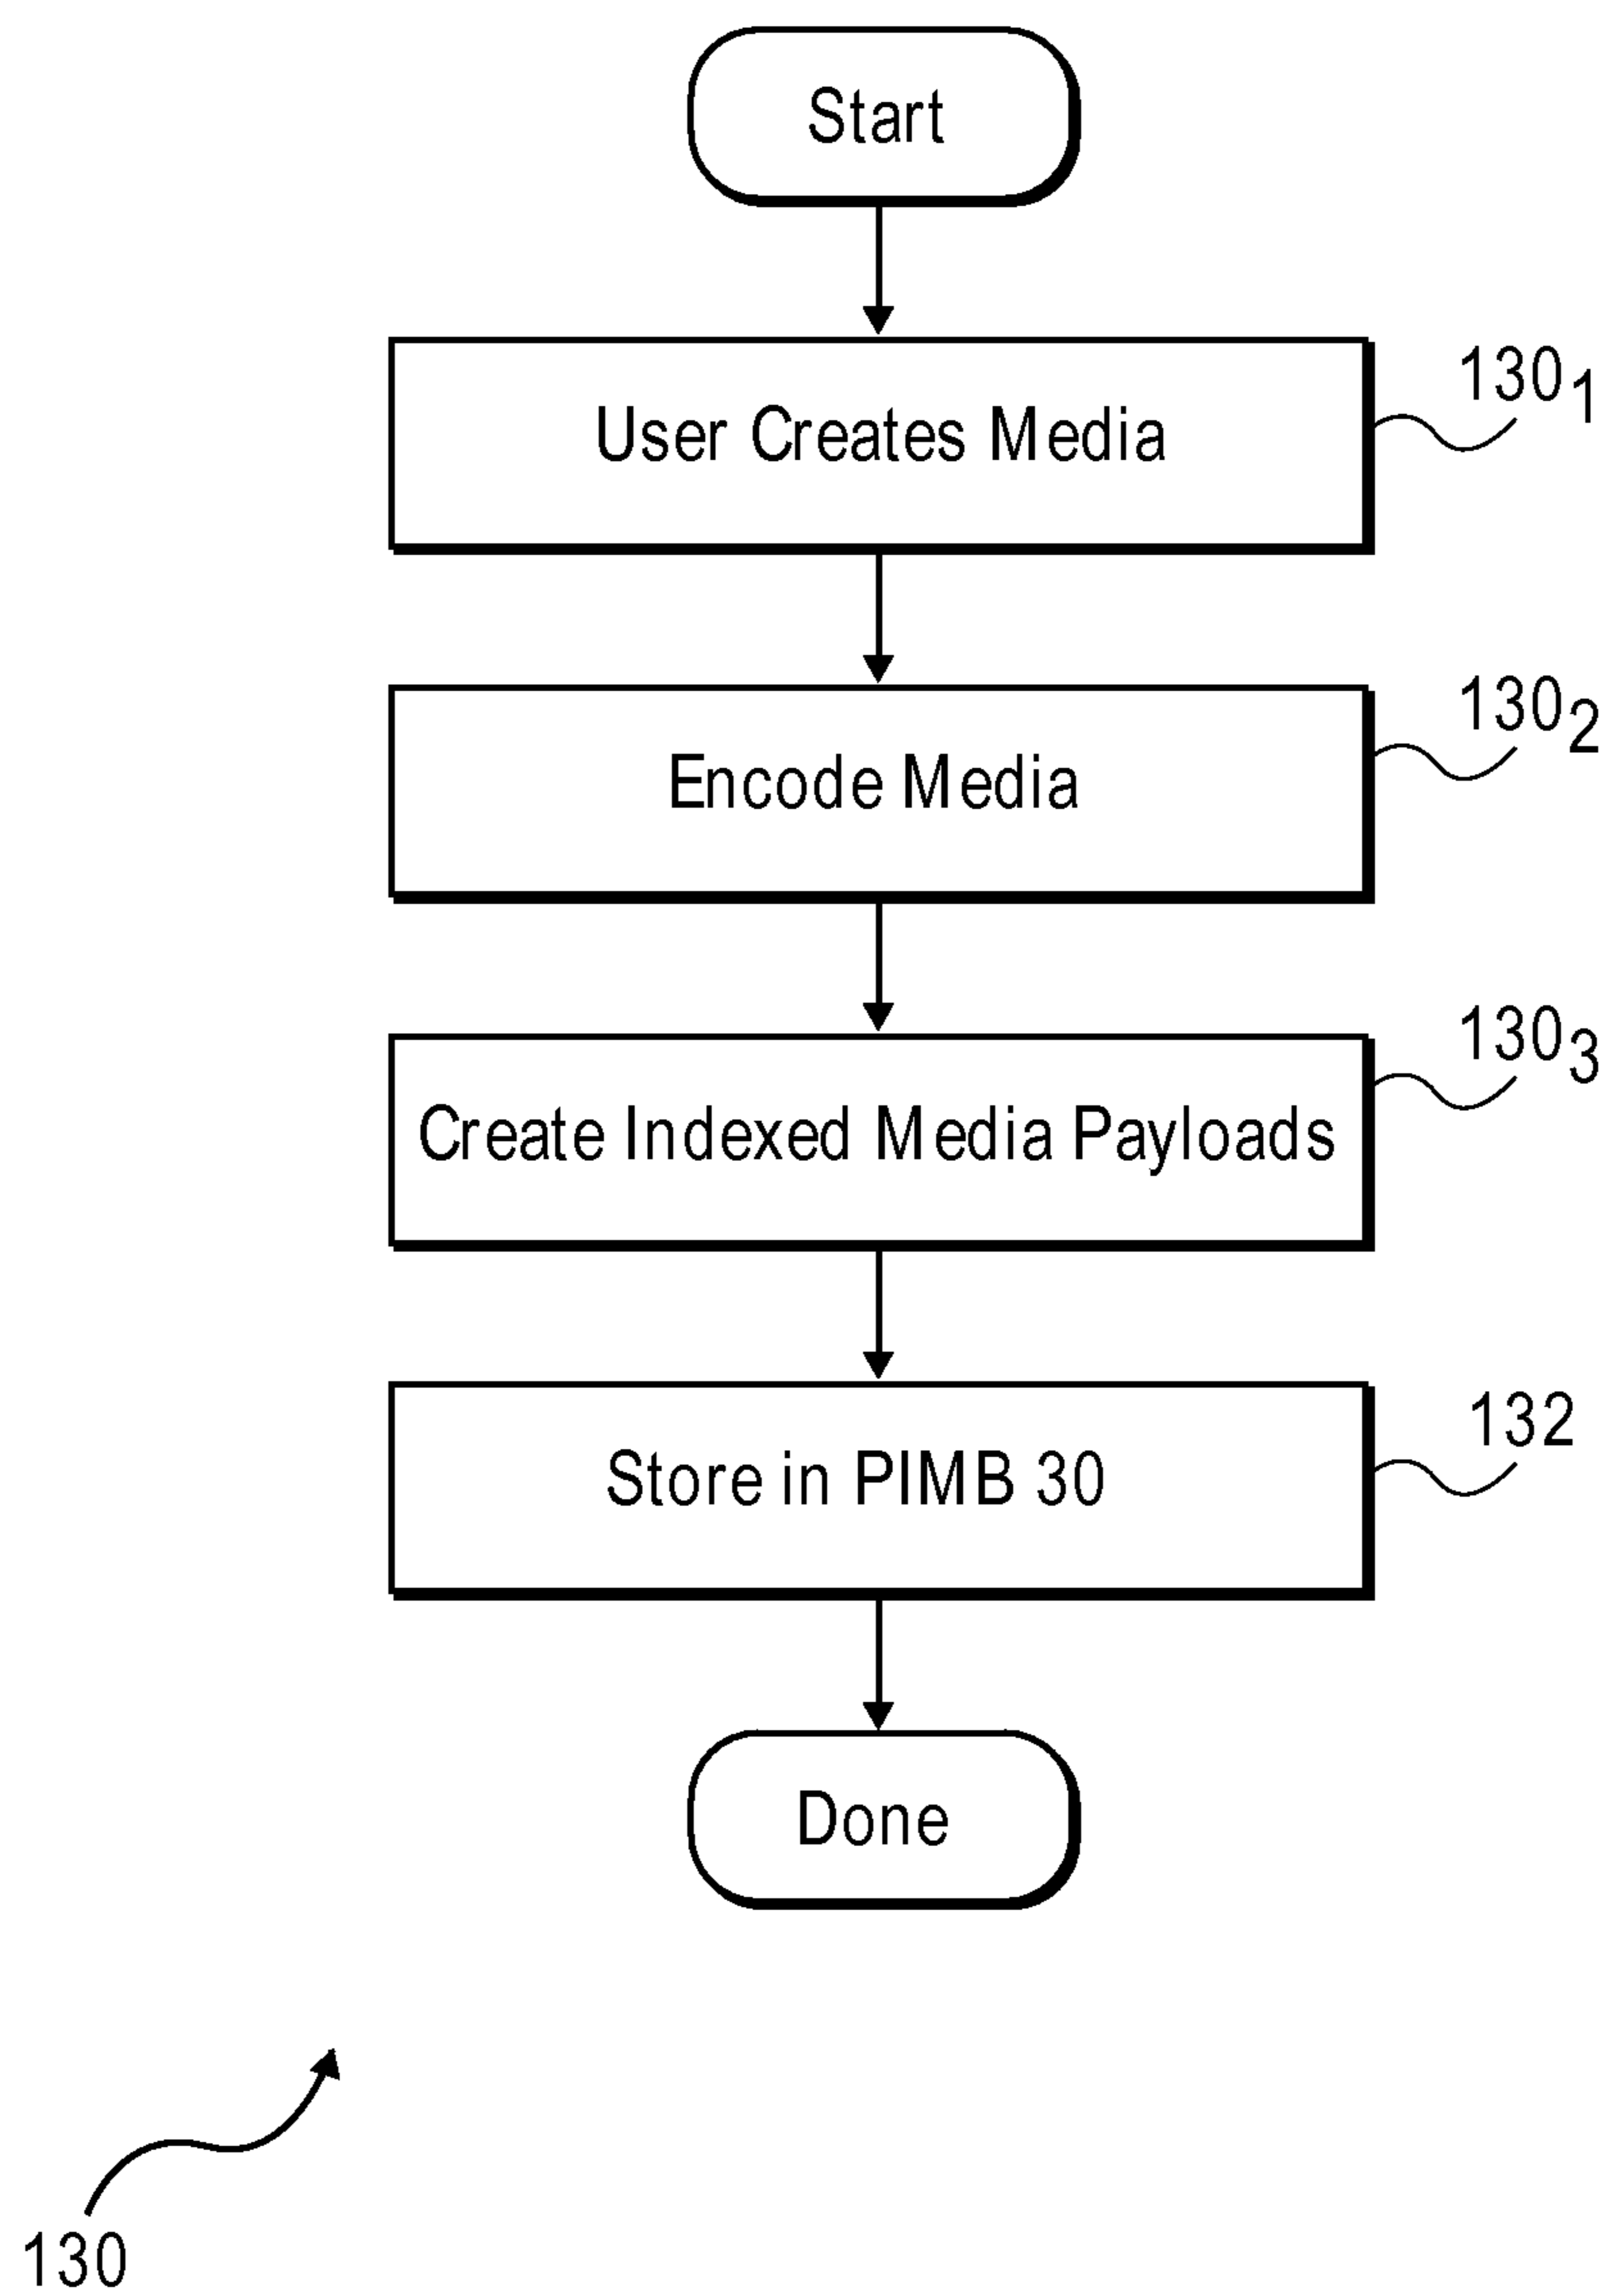 Start
User Creates Media
130₁
Encode Media
130₂
Create Indexed Media Payloads
130₃
Store in PIMB 30
132
Done
130